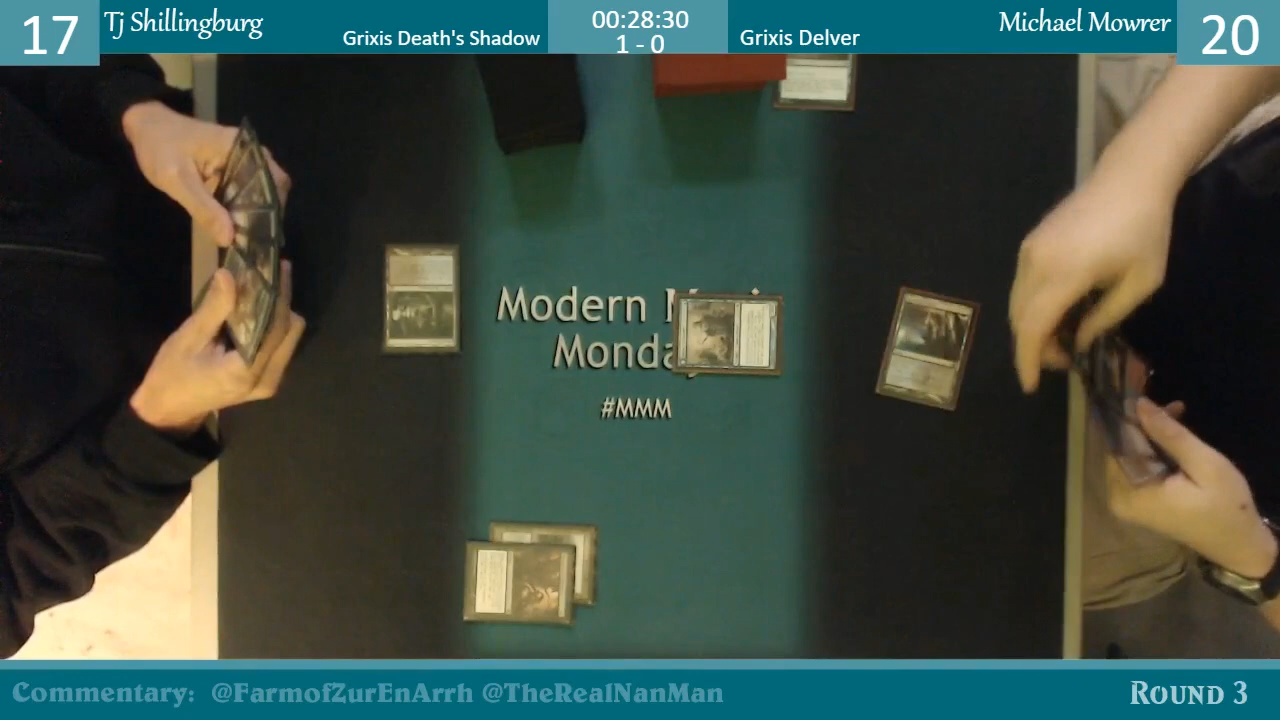 17
Tj Shillingburg
Grixis Death's Shadow
00:28:30
1 - 0
Michael Mowrer
Grixis Delver
20
Modern
Monda
#MMM
Commentary: @FarmofZurEnArrh @TheRealNanMan
Round 3